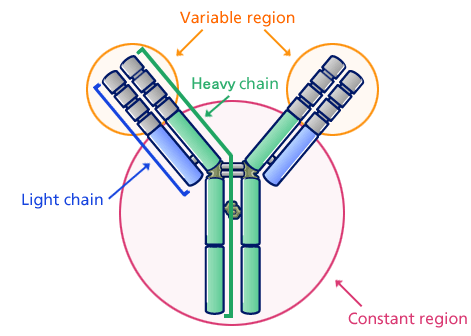 Variable region
Heavy chain
Light chain
Constant region